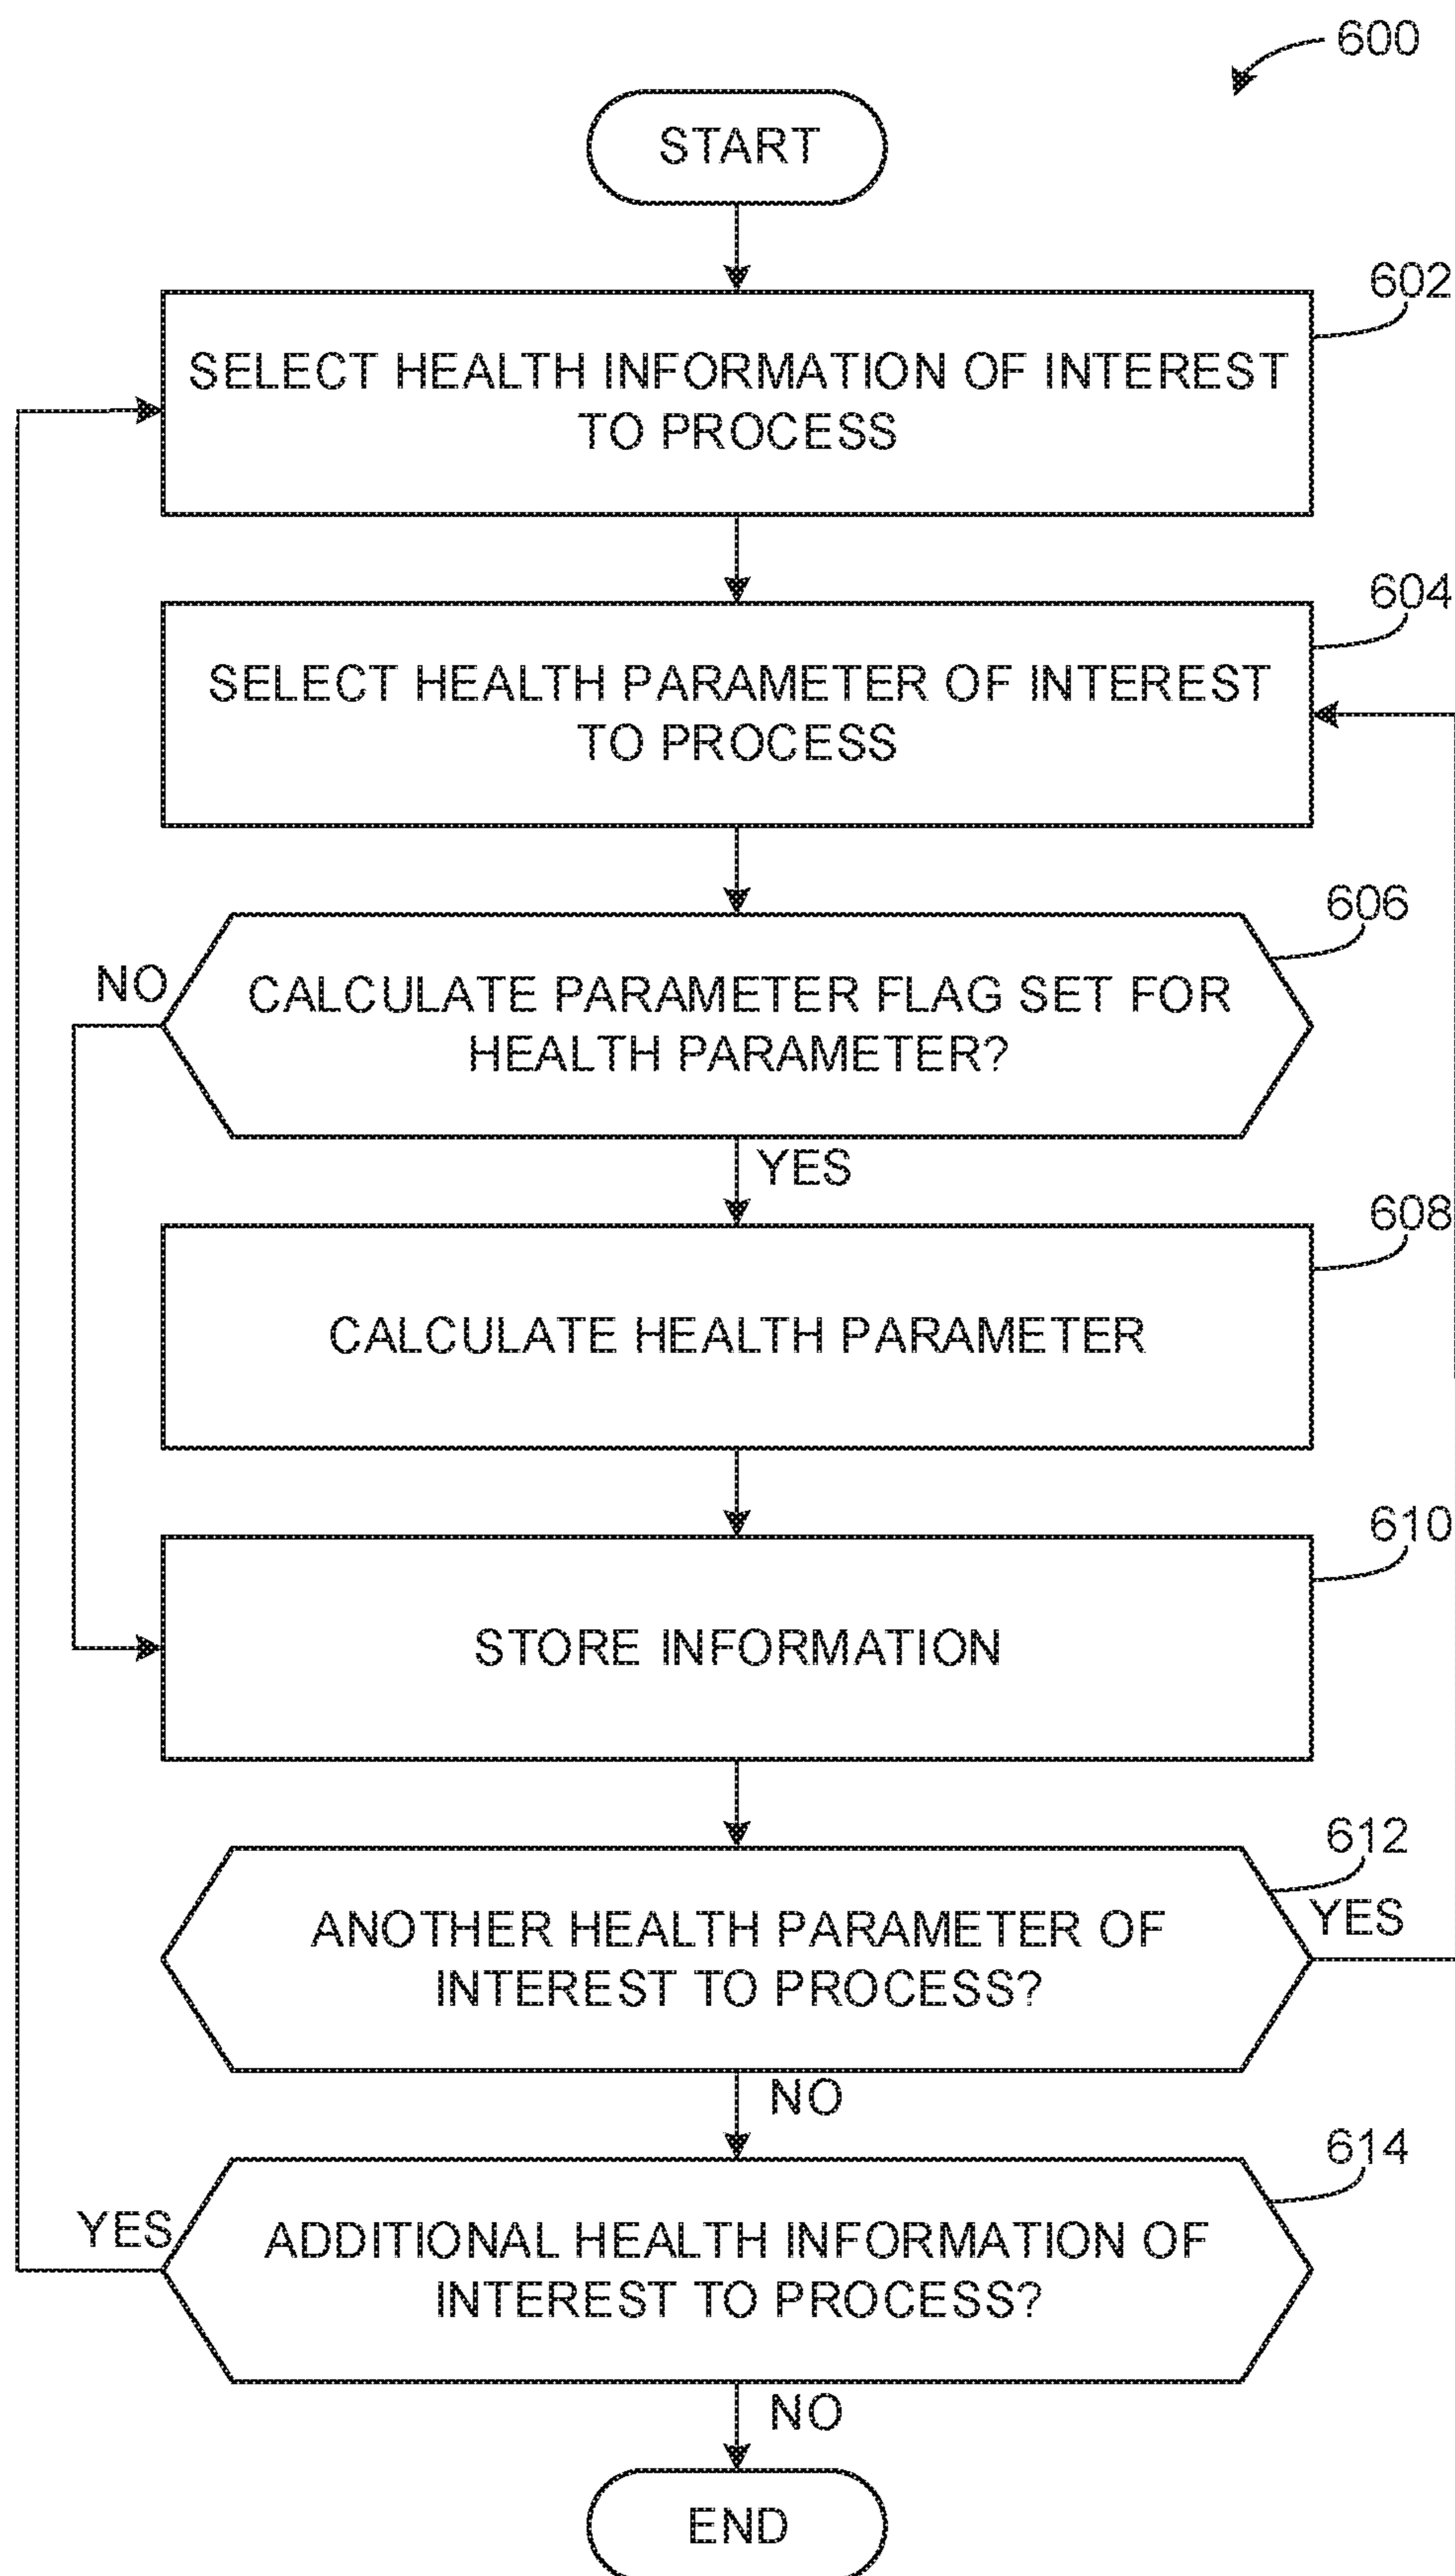 600
START
602
SELECT HEALTH INFORMATION OF INTEREST
TO PROCESS
604
SELECT HEALTH PARAMETER OF INTEREST
TO PROCESS
606
NO
CALCULATE PARAMETER FLAG SET FOR
HEALTH PARAMETER?
YES
608
CALCULATE HEALTH PARAMETER
610
STORE INFORMATION
612
YES
ANOTHER HEALTH PARAMETER OF
INTEREST TO PROCESS?
NO
614
YES
ADDITIONAL HEALTH INFORMATION OF
INTEREST TO PROCESS?
NO
END